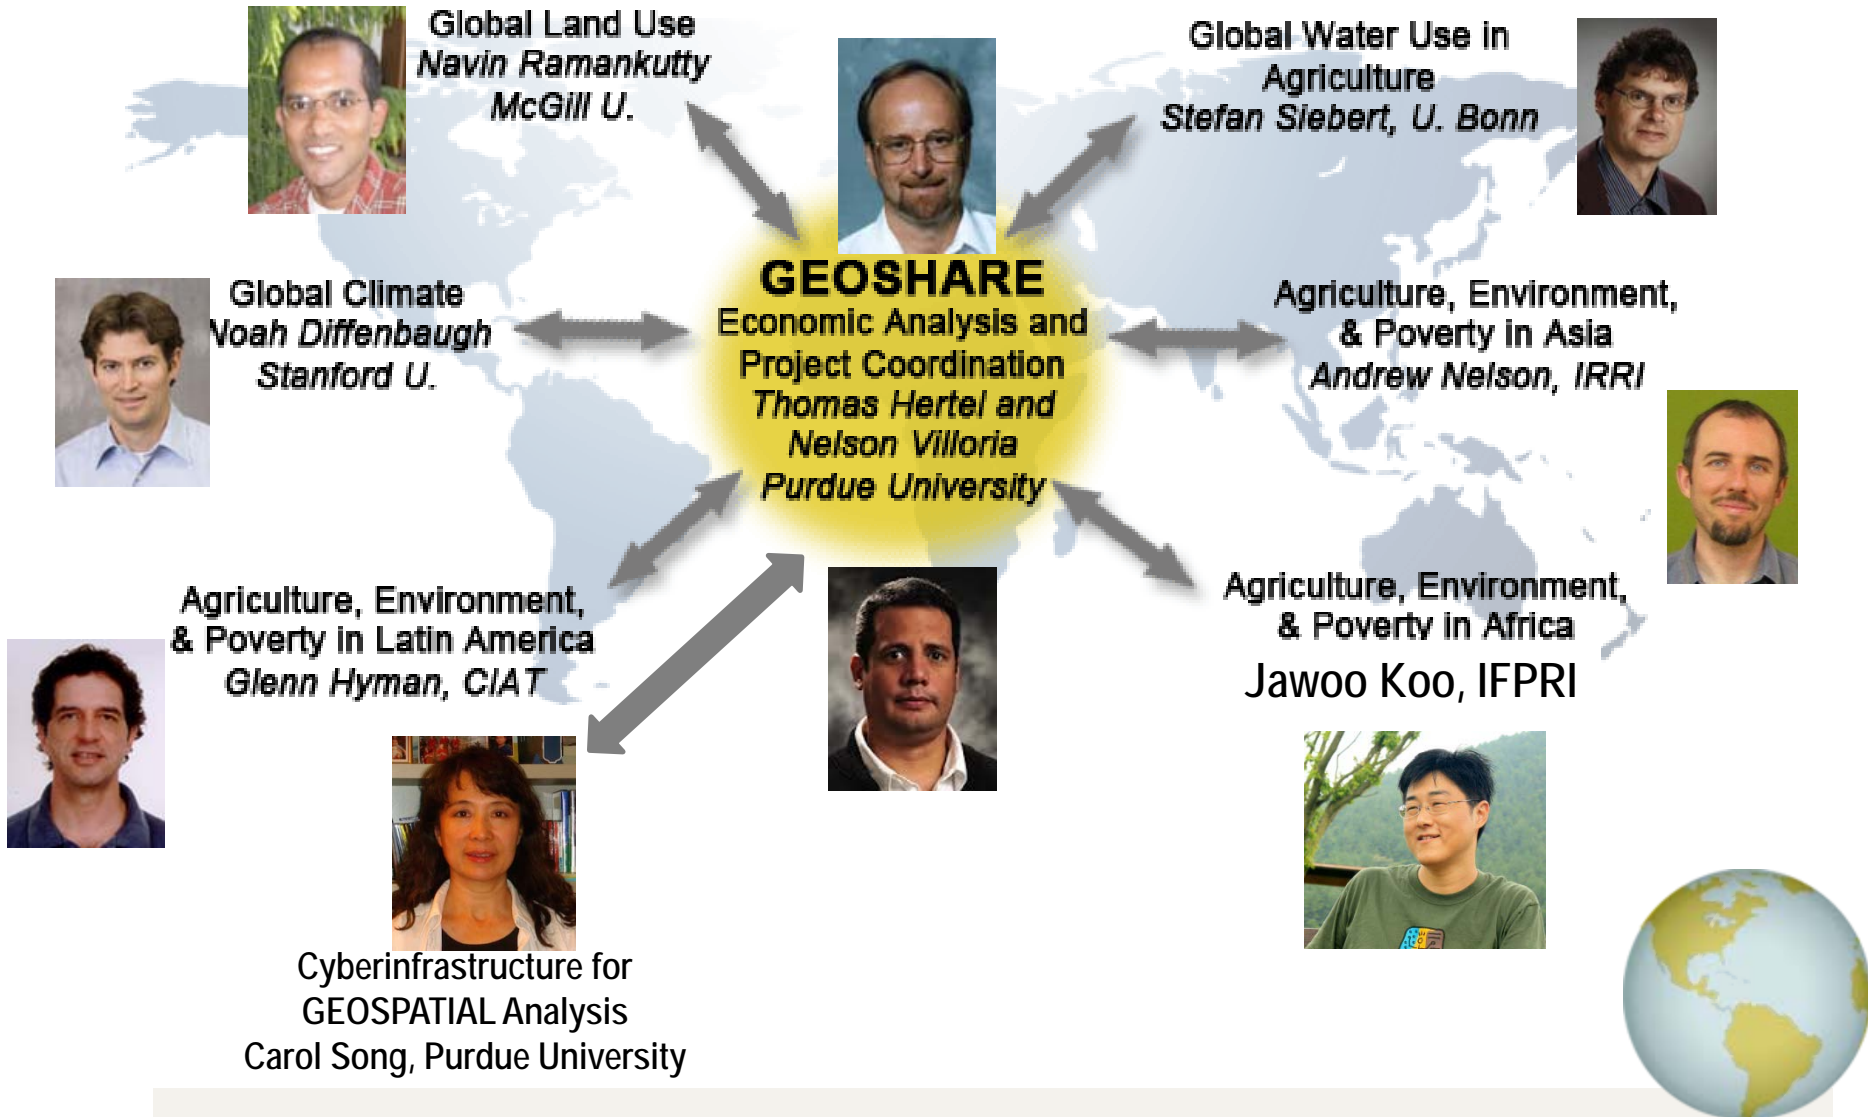 Global Land Use
Navin Ramankutty
McGill U.
Global Water Use in
Agriculture
Stefan Siebert, U. Bonn
Global Climate
Noah Diffenbaugh
Stanford U.
GEOSHARE
Economic Analysis and
Project Coordination
Thomas Hertel and
Nelson Villoria
Purdue University
Agriculture, Environment,
& Poverty in Asia
Andrew Nelson, IRRI
Agriculture, Environment,
& Poverty in Latin America
Glenn Hyman, CIAT
Agriculture, Environment,
& Poverty in Africa
Jawoo Koo, IFPRI
Cyberinfrastructure for
GEOSPATIAL Analysis
Carol Song, Purdue University